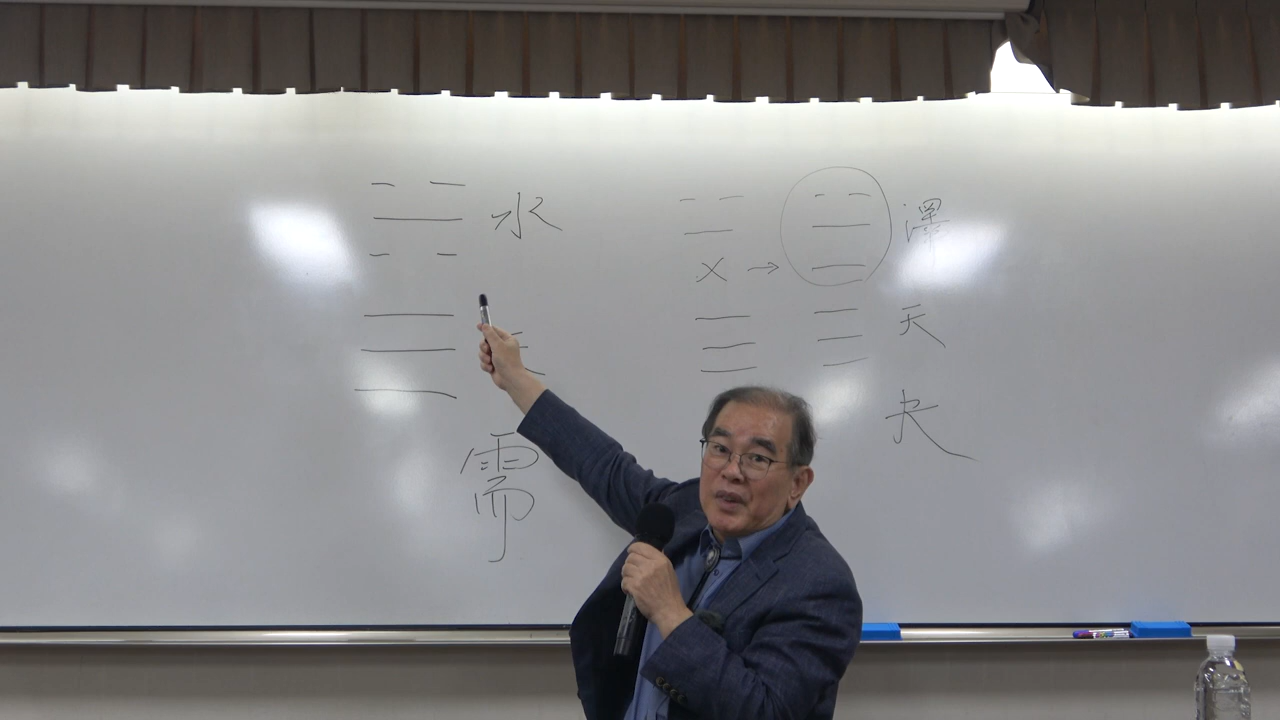 水
需
X →
澤
天
夬